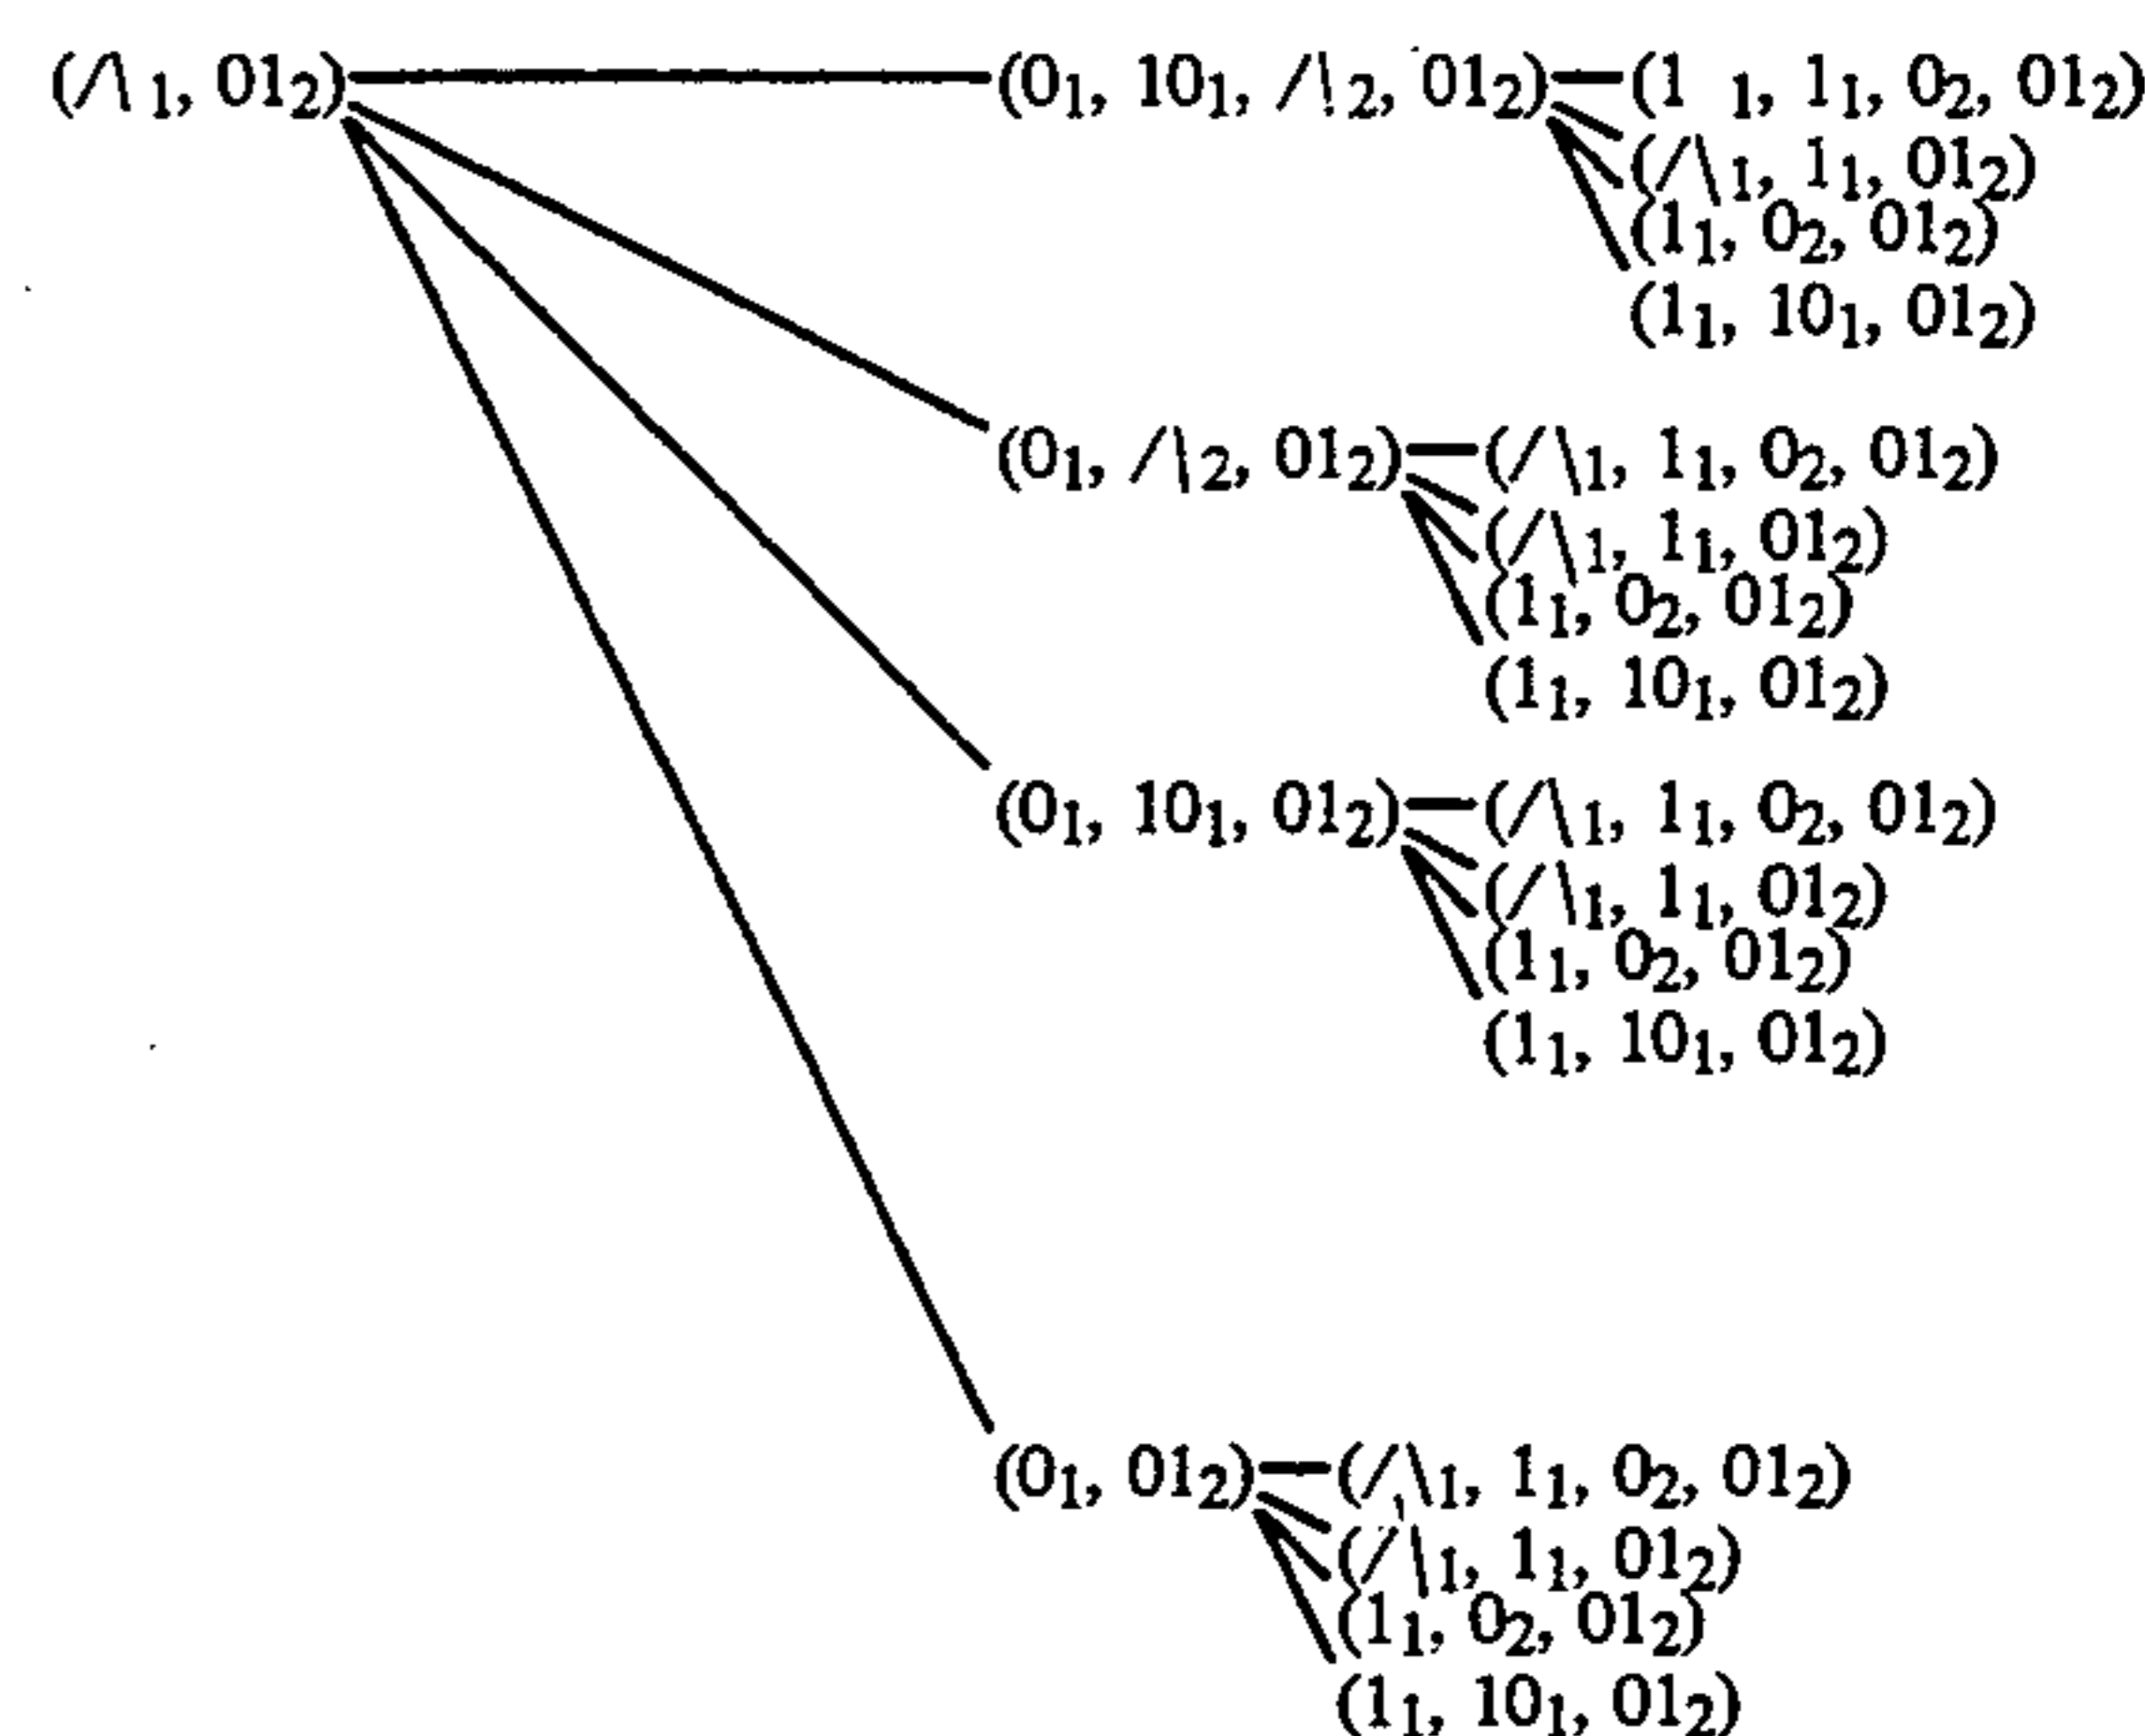 (/\ 1, 01₂) (0₁, 10₁, /\ 2, 01₂) (1 ₁, 1₁, 0₂, 01₂)
(/\₁, 1₁, 01₂)
(1₁, 0₂, 01₂)
(1₁, 10₁, 01₂)
(0₁, /\₂, 01₂) (/\₁, 1₁, 0₂, 01₂)
(/\₁, 1₁, 01₂)
(1₁, 0₂, 01₂)
(1₁, 10₁, 01₂)
(0₁, 10₁, 01₂) (/\₁, 1₁, 0₂, 01₂)
(/\₁, 1₁, 01₂)
(1₁, 0₂, 01₂)
(1₁, 10₁, 01₂)
(0₁, 01₂) (/\₁, 1₁, 0₂, 01₂)
(/\₁, 1₁, 01₂)
(1₁, 0₂, 01₂)
(1₁, 10₁, 01₂)